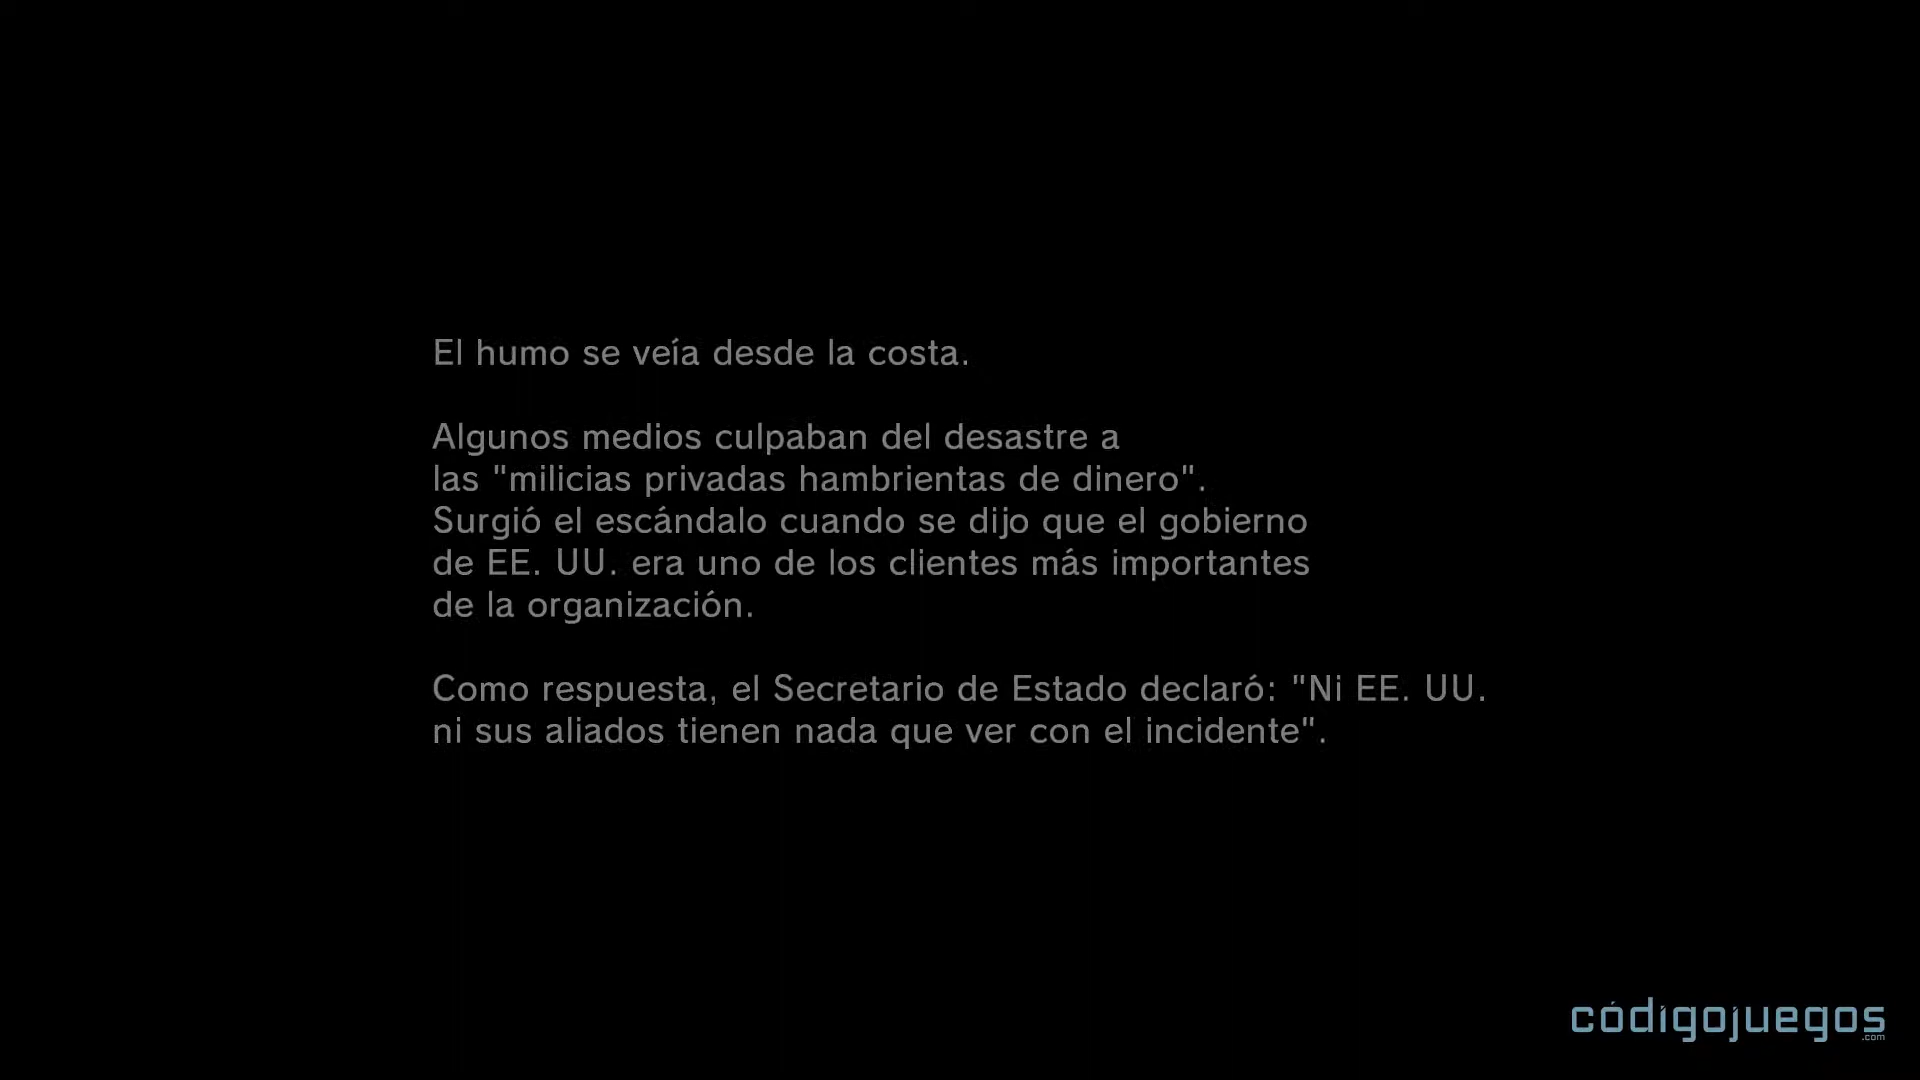 El humo se veía desde la costa.
Algunos medios culpaban del desastre a
las "milicias privadas hambrientas de dinero".
Surgió el escándalo cuando se dijo que el gobierno
de EE. UU. era uno de los clientes más importantes
de la organización.
Como respuesta, el Secretario de Estado declaró: "Ni EE. UU.
ni sus aliados tienen nada que ver con el incidente".
códigojuegos
.com